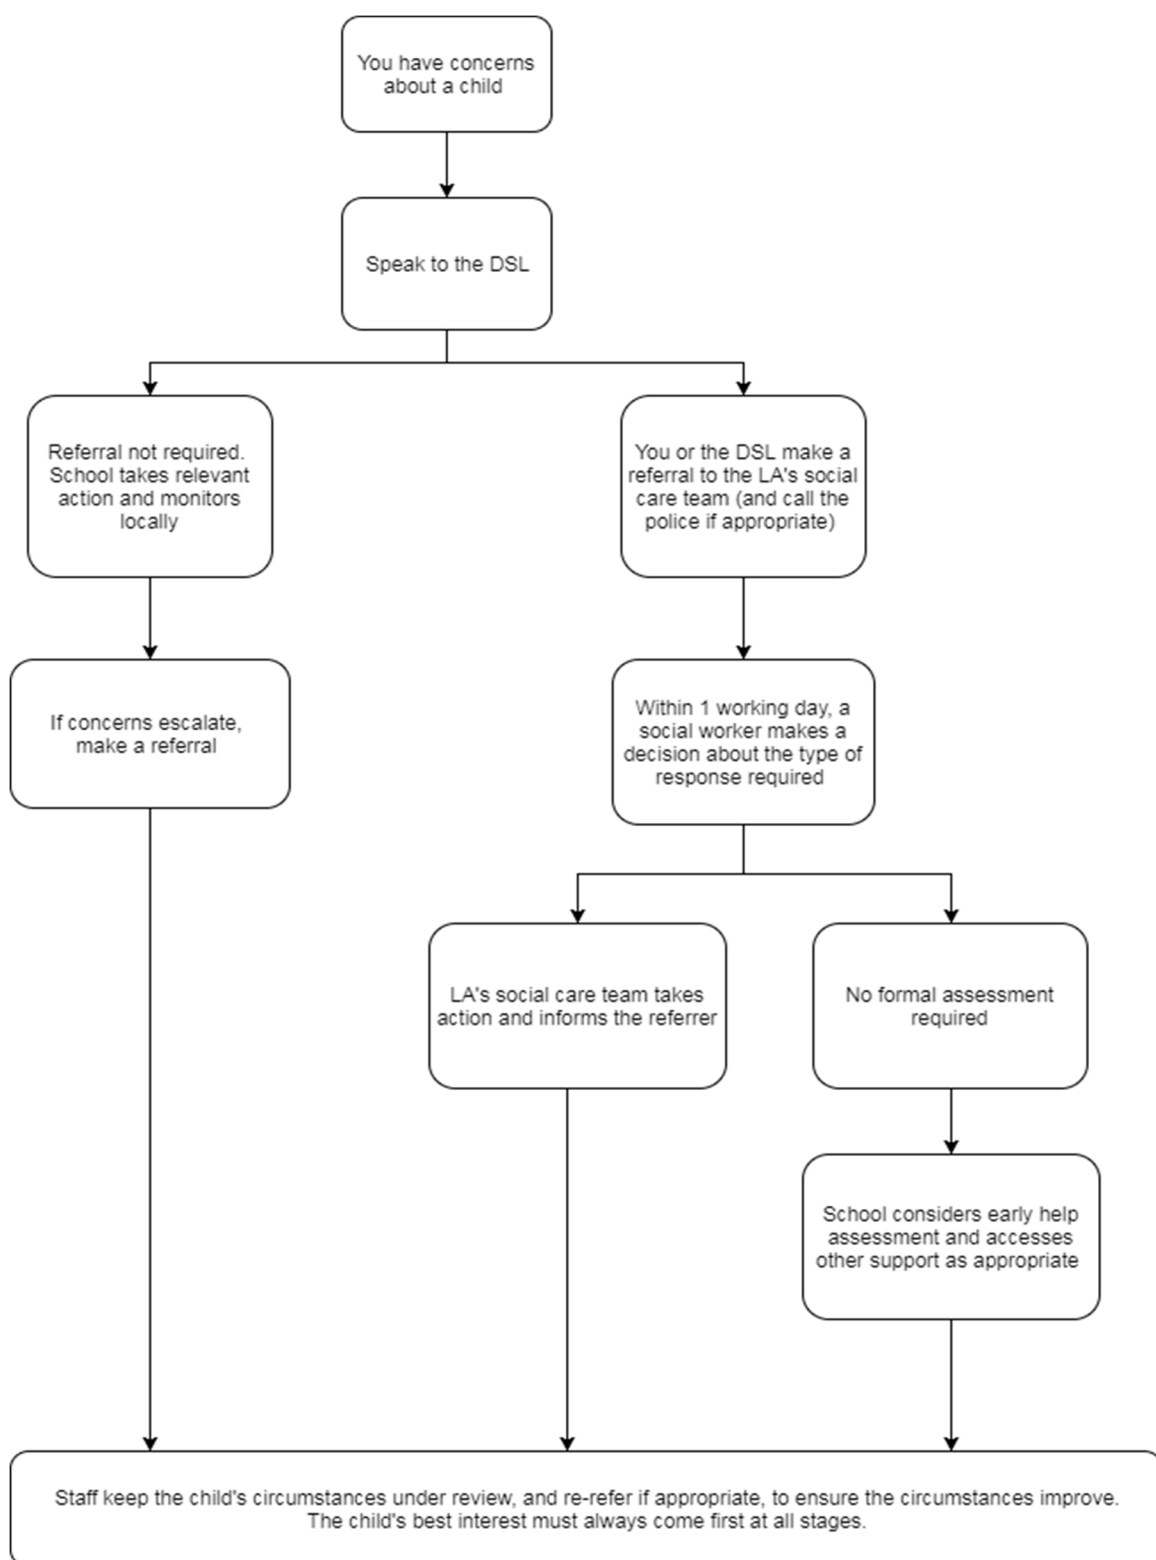 You have concerns
about a child
Speak to the DSL
Referral not required.
School takes relevant
action and monitors
locally
You or the DSL make a
referral to the LA's social
care team (and call the
police if appropriate)
If concerns escalate,
make a referral
Within 1 working day, a
social worker makes a
decision about the type of
response required
LA's social care team takes
action and informs the referrer
No formal assessment
required
School considers early help
assessment and accesses
other support as appropriate
Staff keep the child's circumstances under review, and re-refer if appropriate, to ensure the circumstances improve.
The child's best interest must always come first at all stages.